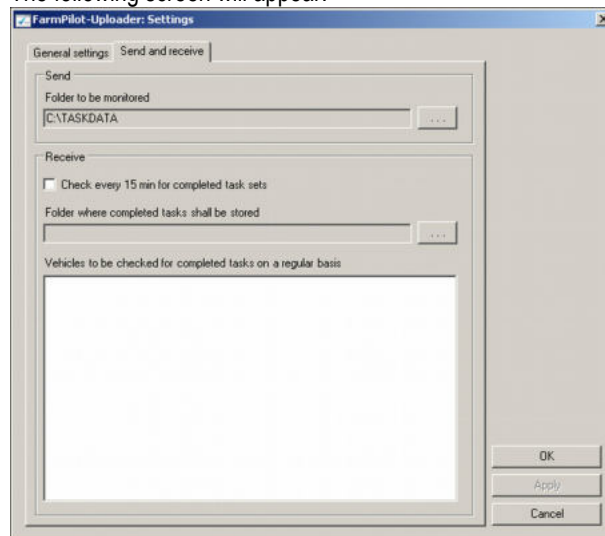 The following screen will appear:
FarmPilot-Uploader: Settings
General settings Send and receive
Send
Folder to be monitored
C:\TASKDATA
...
Receive
Check every 15 min for completed task sets
Folder where completed tasks shall be stored
...
Vehicles to be checked for completed tasks on a regular basis
OK
Apply
Cancel